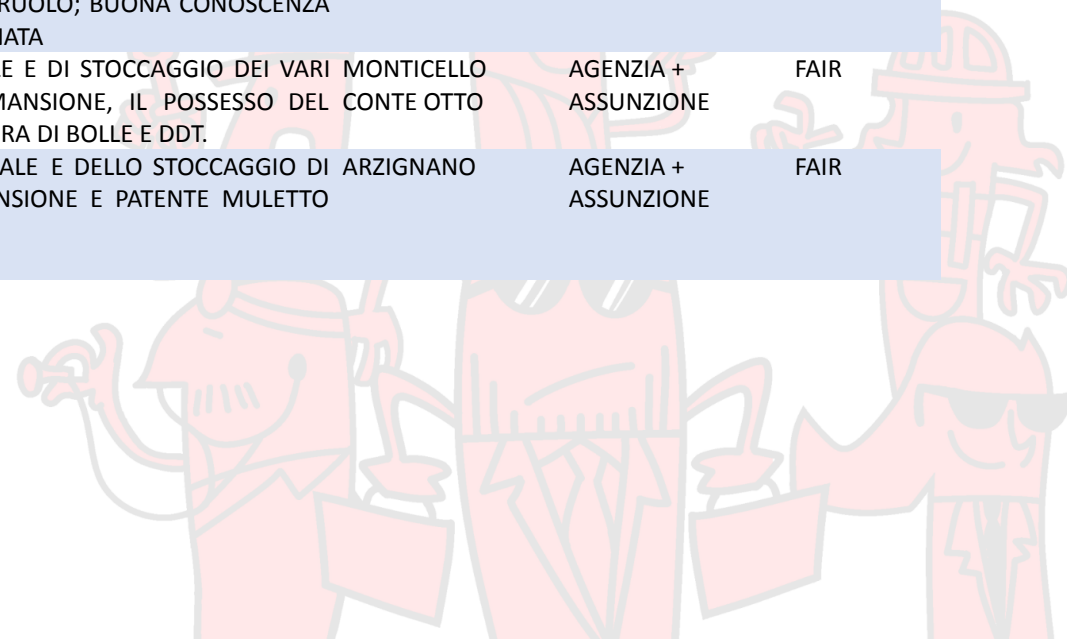 RUOLO; BUONA CONOSCENZA
E E DI STOCCAGGIO DEI VARI MONTICELLO AGENZIA + FAIR
MANSIONE, IL POSSESSO DEL CONTE OTTO ASSUNZIONE
RA DI BOLLE E DDT.
ALE E DELLO STOCCAGGIO DI ARZIGNANO AGENZIA + FAIR
NSIONE E PATENTE MULETTO ASSUNZIONE